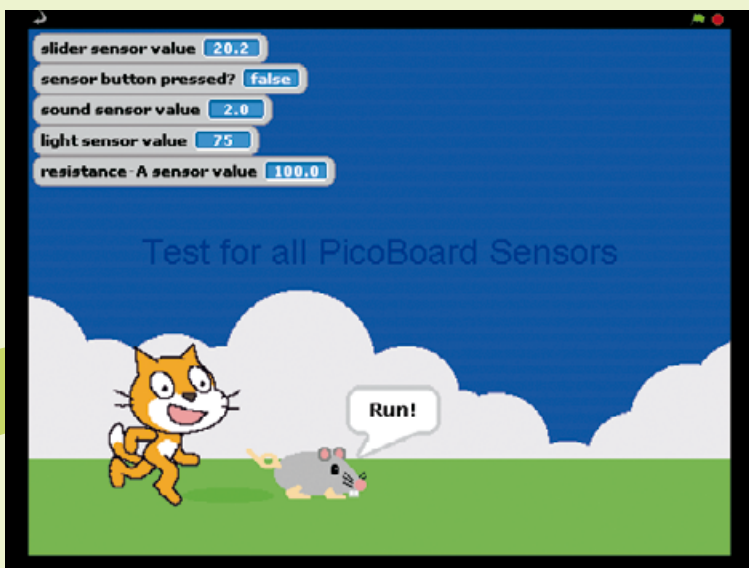 slider sensor value 20.2
sensor button pressed? false
sound sensor value 2.0
light sensor value 75
resistance-A sensor value 100.0
Test for all PicoBoard Sensors
Run!